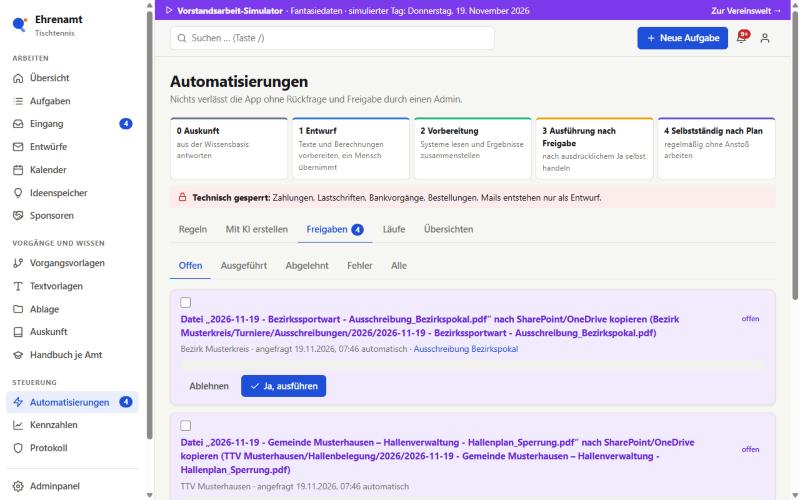 Ehrenamt
Tischtennis
ARBEITEN
Übersicht
Aufgaben
Eingang 4
Entwürfe
Kalender
Ideenspeicher
Sponsoren
VORGÄNGE UND WISSEN
Vorgangsvorlagen
Textvorlagen
Ablage
Auskunft
Handbuch je Amt
STEUERUNG
Automatisierungen 4
Kennzahlen
Protokoll
Adminpanel
Vorstandsarbeit-Simulator · Fantasiedaten · simulierter Tag: Donnerstag, 19. November 2026 Zur Vereinswelt →
Suchen … (Taste /) + Neue Aufgabe 9+
Automatisierungen
Nichts verlässt die App ohne Rückfrage und Freigabe durch einen Admin.
0 Auskunft
aus der Wissensbasis
antworten
1 Entwurf
Texte und Berechnungen
vorbereiten, ein Mensch
übernimmt
2 Vorbereitung
Systeme lesen und Ergebnisse
zusammenstellen
3 Ausführung nach
Freigabe
nach ausdrücklichem Ja selbst
handeln
4 Selbstständig nach Plan
regelmäßig ohne Anstoß
arbeiten
Technisch gesperrt: Zahlungen, Lastschriften, Bankvorgänge, Bestellungen. Mails entstehen nur als Entwurf.
Regeln Mit KI erstellen Freigaben 4 Läufe Übersichten
Offen Ausgeführt Abgelehnt Fehler Alle
Datei „2026-11-19 - Bezirkssportwart - Ausschreibung_Bezirkspokal.pdf" nach SharePoint/OneDrive kopieren (Bezirk offen
Musterkreis/Turniere/Ausschreibungen/2026/2026-11-19 - Bezirkssportwart - Ausschreibung_Bezirkspokal.pdf)
Bezirk Musterkreis · angefragt 19.11.2026, 07:46 automatisch · Ausschreibung Bezirkspokal
Ablehnen Ja, ausführen
Datei „2026-11-19 - Gemeinde Musterhausen – Hallenverwaltung - Hallenplan_Sperrung.pdf" nach SharePoint/OneDrive offen
kopieren (TTV Musterhausen/Hallenbelegung/2026/2026-11-19 - Gemeinde Musterhausen – Hallenverwaltung -
Hallenplan_Sperrung.pdf)
TTV Musterhausen · angefragt 19.11.2026, 07:46 automatisch